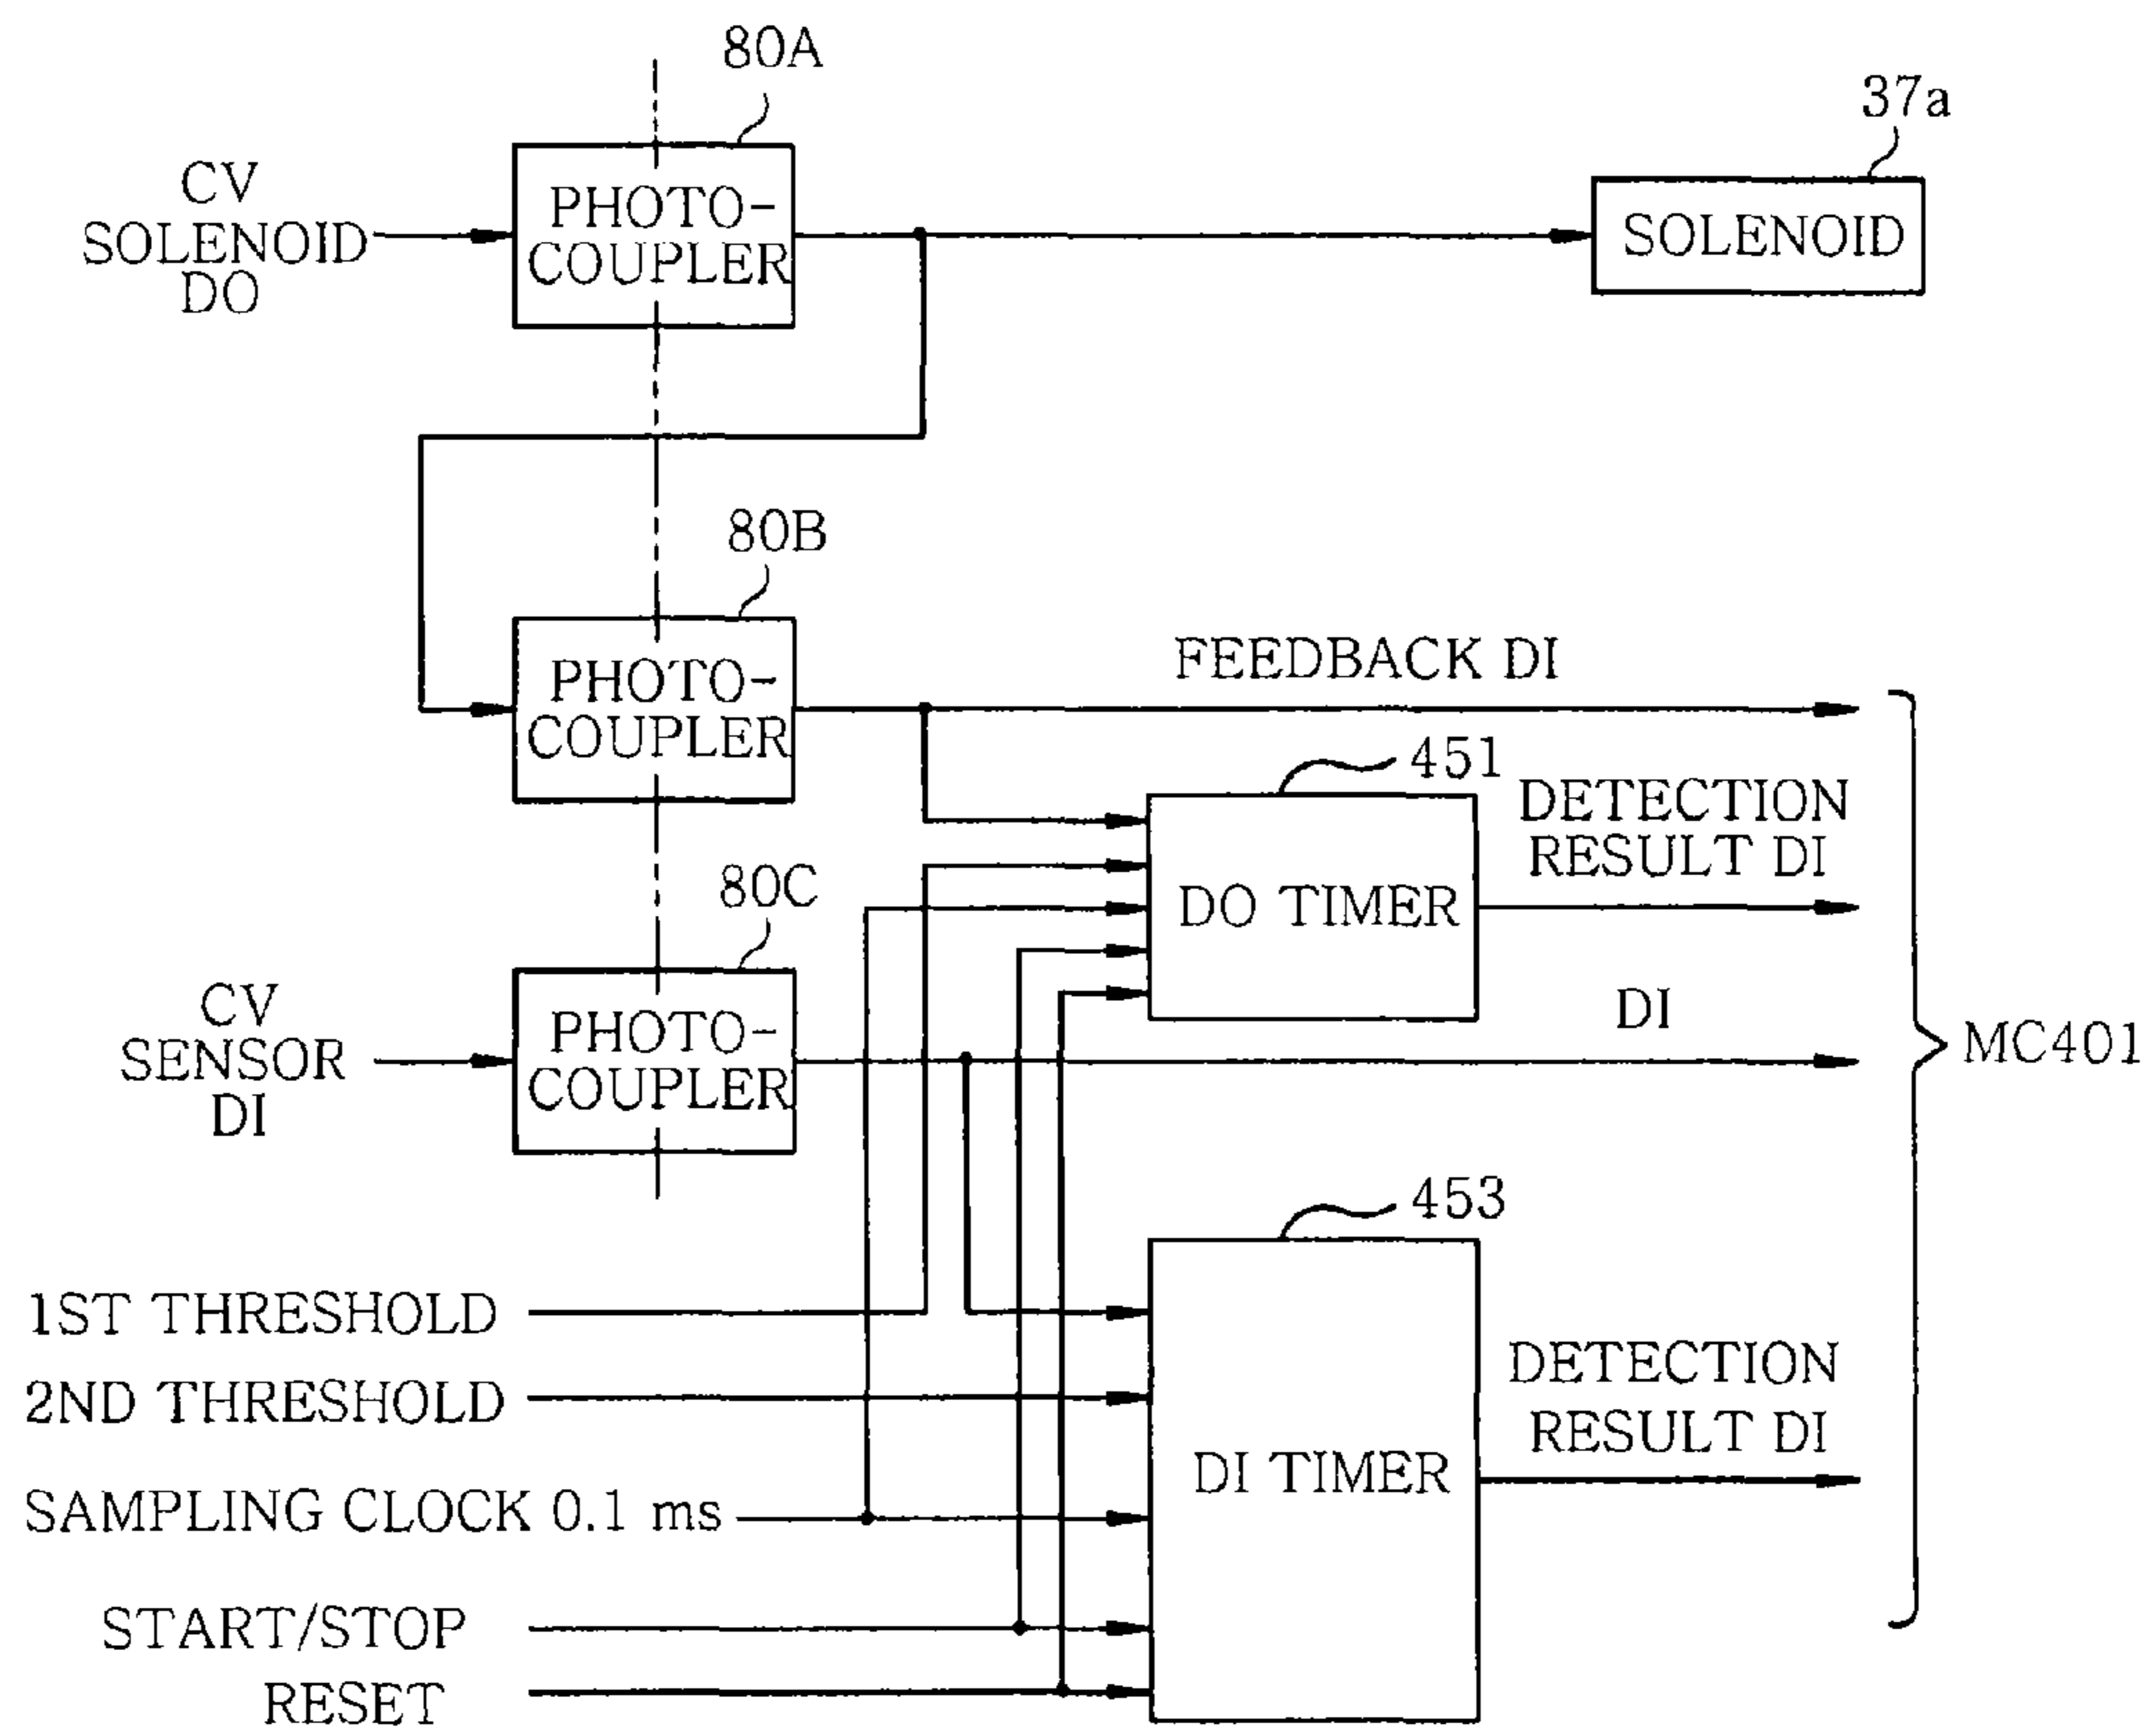 80A
37a
CV
SOLENOID
DO
PHOTO-
COUPLER
SOLENOID
80B
PHOTO-
COUPLER
FEEDBACK DI
451
DETECTION
RESULT DI
DO TIMER
80C
CV
SENSOR
DI
PHOTO-
COUPLER
DI
MC401
453
1ST THRESHOLD
2ND THRESHOLD
SAMPLING CLOCK 0.1 ms
START/STOP
RESET
DI TIMER
DETECTION
RESULT DI